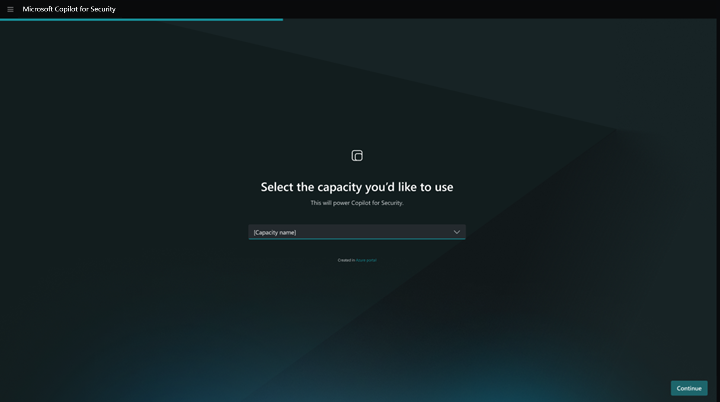 Microsoft Copilot for Security
Select the capacity you'd like to use
This will power Copilot for Security.
[Capacity name]
Created in Azure portal
Continue